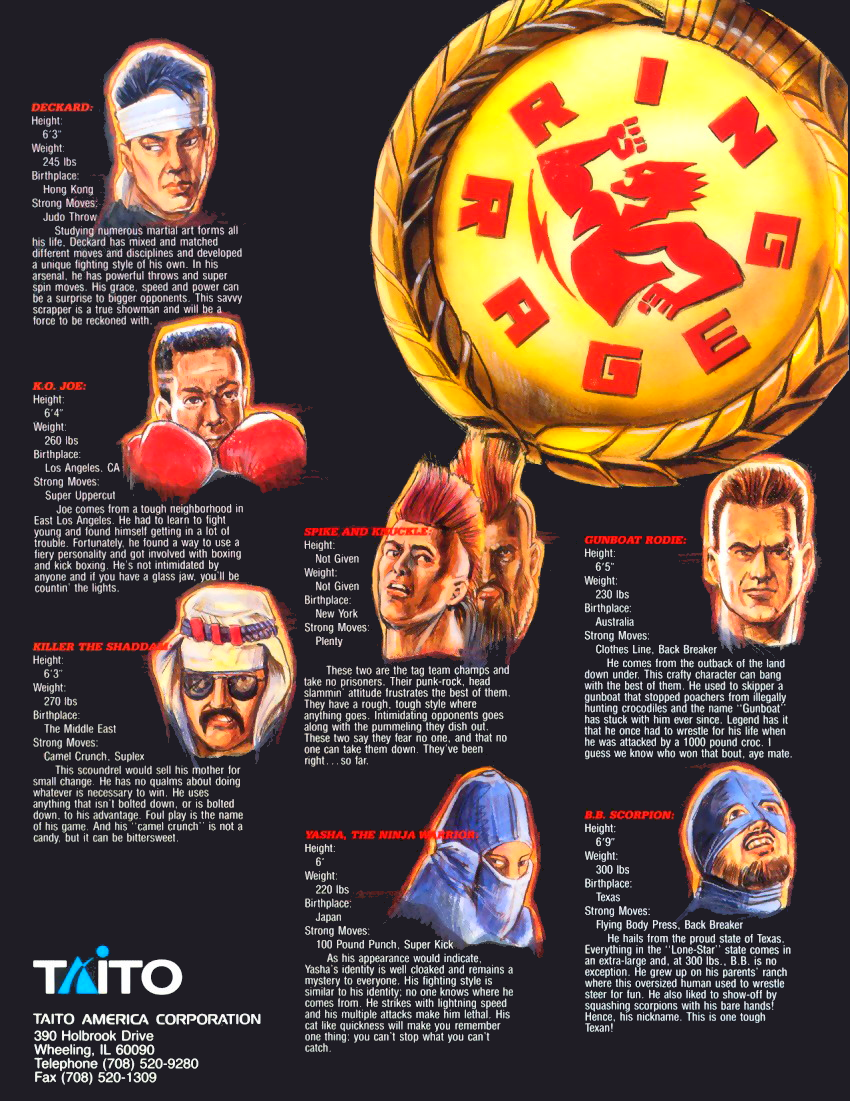 RING
RAGE
DECKARD:
Height:
6'3"
Weight:
245 lbs
Birthplace:
Hong Kong
Strong Moves:
Judo Throw
Studying numerous martial art forms all
his life, Deckard has mixed and matched
different moves and disciplines and developed
a unique fighting style of his own. In his
arsenal, he has powerful throws and super
spin moves. His grace, speed and power can
be a surprise to bigger opponents. This savvy
scrapper is a true showman and will be a
force to be reckoned with.
K.O. JOE:
Height:
6'4"
Weight:
260 lbs
Birthplace:
Los Angeles, CA
Strong Moves:
Super Uppercut
Joe comes from a tough neighborhood in
East Los Angeles. He had to learn to fight
young and found himself getting in a lot of
trouble. Fortunately, he found a way to use a
fiery personality and got involved with boxing
and kick boxing. He's not intimidated by
anyone and if you have a glass jaw, you'll be
countin' the lights.
KILLER THE SHADDAM:
Height:
6'3"
Weight:
270 lbs
Birthplace:
The Middle East
Strong Moves:
Camel Crunch, Suplex
This scoundrel would sell his mother for
small change. He has no qualms about doing
whatever is necessary to win. He uses
anything that isn't bolted down, or is bolted
down, to his advantage. Foul play is the name
of his game. And his "camel crunch" is not a
candy, but it can be bittersweet.
SPIKE AND KNUCKLE:
Height:
Not Given
Weight:
Not Given
Birthplace:
New York
Strong Moves:
Plenty
These two are the tag team champs and
take no prisoners. Their punk-rock, head
slammin' attitude frustrates the best of them.
They have a rough, tough style where
anything goes. Intimidating opponents goes
along with the pummeling they dish out.
These two say they fear no one, and that no
one can take them down. They've been
right...so far.
YASHA, THE NINJA WARRIOR:
Height:
6'
Weight:
220 lbs
Birthplace:
Japan
Strong Moves:
100 Pound Punch, Super Kick
As his appearance would indicate,
Yasha's identity is well cloaked and remains a
mystery to everyone. His fighting style is
similar to his identity; no one knows where he
comes from. He strikes with lightning speed
and his multiple attacks make him lethal. His
cat like quickness will make you remember
one thing: you can't stop what you can't
catch.
GUNBOAT RODIE:
Height:
6'5"
Weight:
230 lbs
Birthplace:
Australia
Strong Moves:
Clothes Line, Back Breaker
He comes from the outback of the land
down under. This crafty character can bang
with the best of them. He used to skipper a
gunboat that stopped poachers from illegally
hunting crocodiles and the name "Gunboat"
has stuck with him ever since. Legend has it
that he once had to wrestle for his life when
he was attacked by a 1000 pound croc. I
guess we know who won that bout, aye mate.
B.B. SCORPION:
Height:
6'9"
Weight:
300 lbs
Birthplace:
Texas
Strong Moves:
Flying Body Press, Back Breaker
He hails from the proud state of Texas.
Everything in the "Lone-Star" state comes in
an extra-large and, at 300 lbs., B.B. is no
exception. He grew up on his parents' ranch
where this oversized human used to wrestle
steer for fun. He also liked to show-off by
squashing scorpions with his bare hands!
Hence, his nickname. This is one tough
Texan!
TAITO
TAITO AMERICA CORPORATION
390 Holbrook Drive
Wheeling, IL 60090
Telephone (708) 520-9280
Fax (708) 520-1309